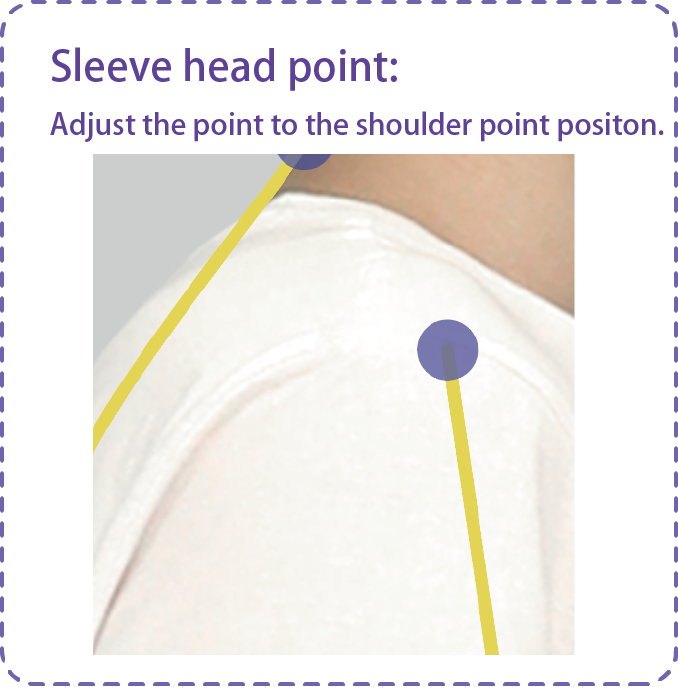 Sleeve head point:
Adjust the point to the shoulder point positon.